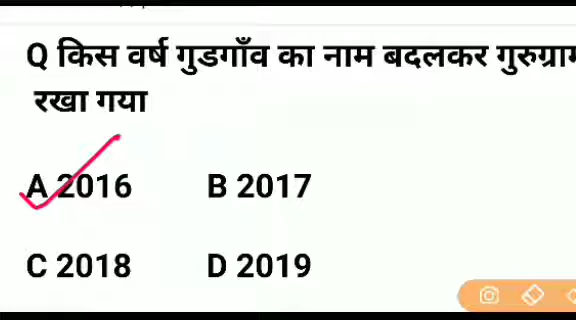 Q किस वर्ष गुडगाँव का नाम बदलकर गुरुग्राम
रखा गया
A 2016 B 2017
C 2018 D 2019